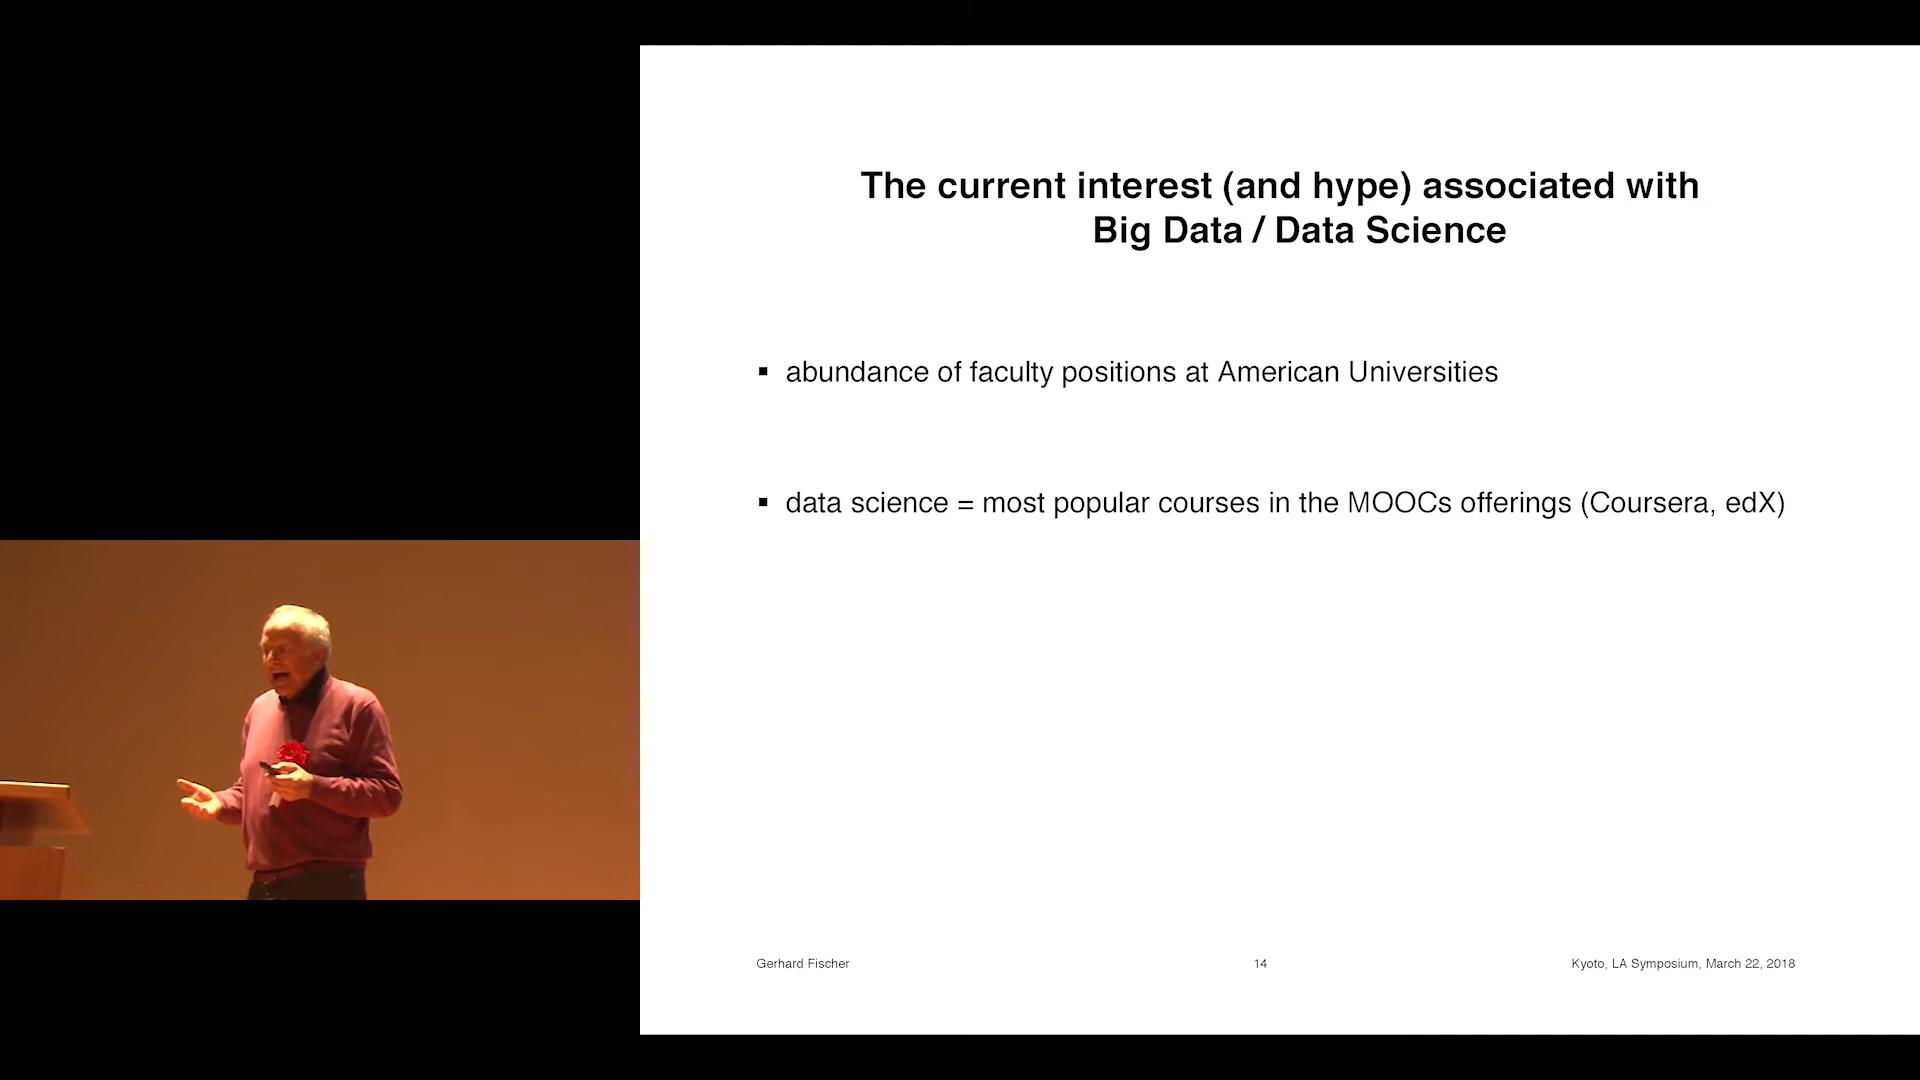 The current interest (and hype) associated with
Big Data / Data Science
▪ abundance of faculty positions at American Universities
▪ data science = most popular courses in the MOOCs offerings (Coursera, edX)
Gerhard Fischer
14
Kyoto, LA Symposium, March 22, 2018